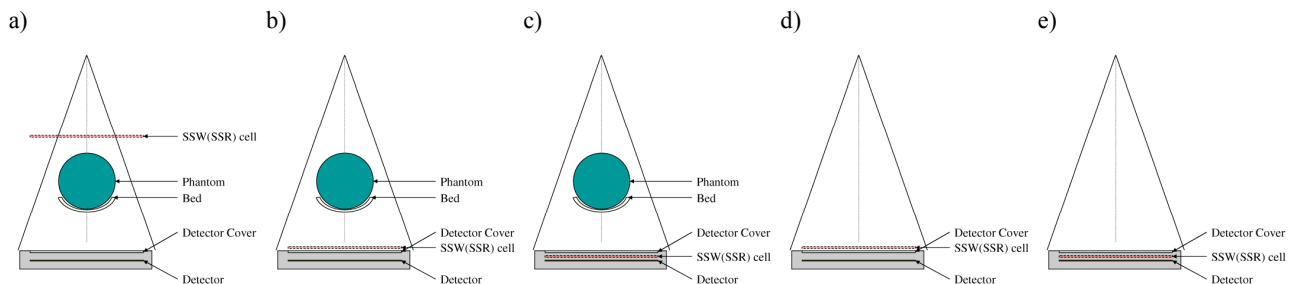 a)
b)
c)
d)
e)
SSW(SSR) cell
Phantom
Bed
Detector Cover
Detector
Phantom
Bed
Detector Cover
SSW(SSR) cell
Detector
Phantom
Bed
Detector Cover
SSW(SSR) cell
Detector
Detector Cover
SSW(SSR) cell
Detector
Detector Cover
SSW(SSR) cell
Detector